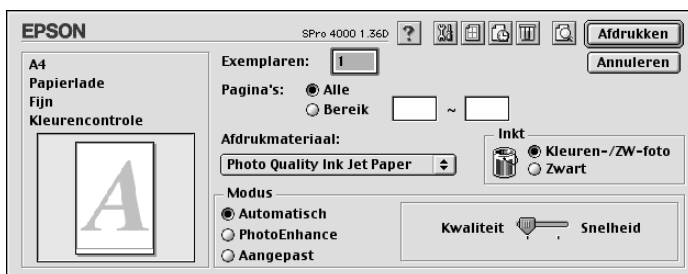 EPSON
SPro 4000 1.36D
?
Afdrukken
Annuleren
A4
Papierlade
Fijn
Kleurencontrole
A
Exemplaren: 1
Pagina's: Alle
Bereik ~
Afdrukmateriaal:
Photo Quality Ink Jet Paper
Inkt
Kleuren-/ZW-foto
Zwart
Modus
Automatisch
PhotoEnhance
Aangepast
Kwaliteit Snelheid